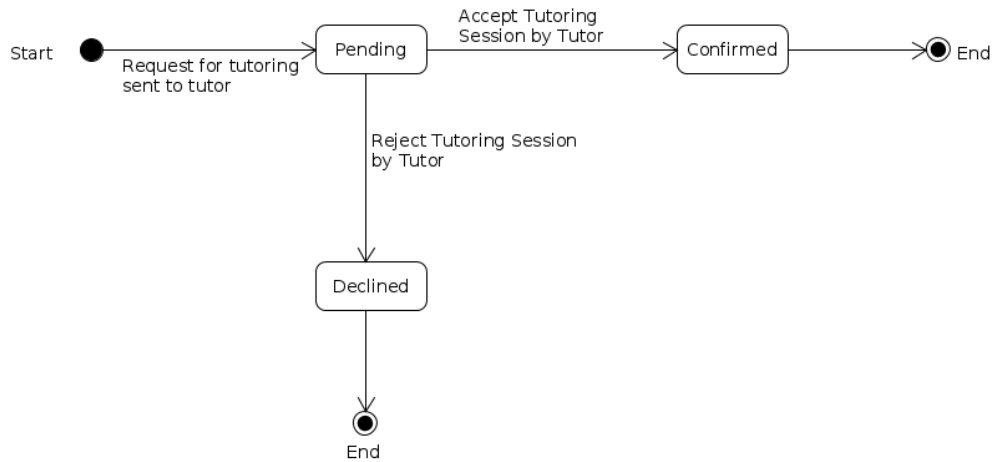 Start
Request for tutoring
sent to tutor
Pending
Accept Tutoring
Session by Tutor
Confirmed
End
Reject Tutoring Session
by Tutor
Declined
End